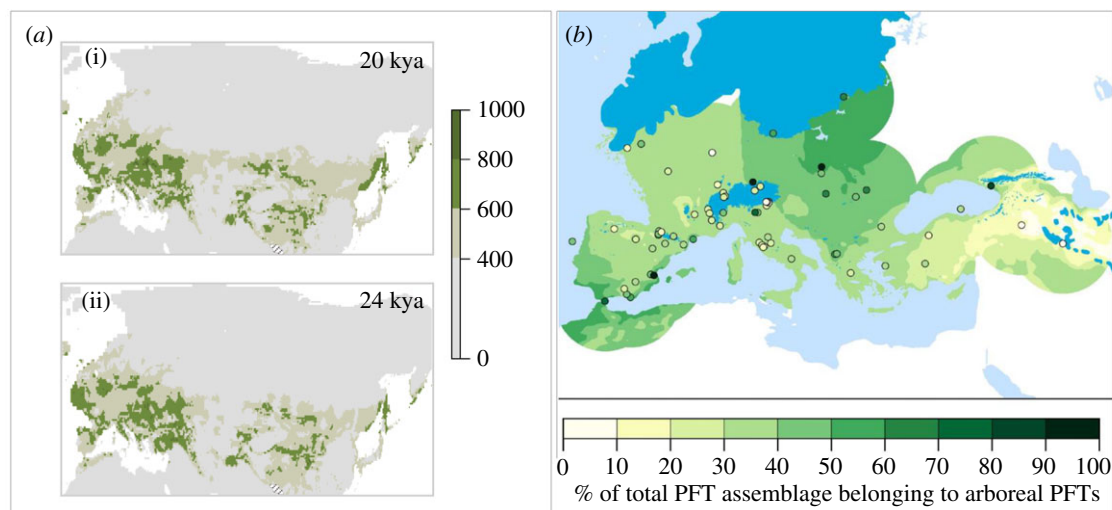 (a)
(i)
20 kya
(ii)
24 kya
1000
800
600
400
0
(b)
0 10 20 30 40 50 60 70 80 90 100
% of total PFT assemblage belonging to arboreal PFTs